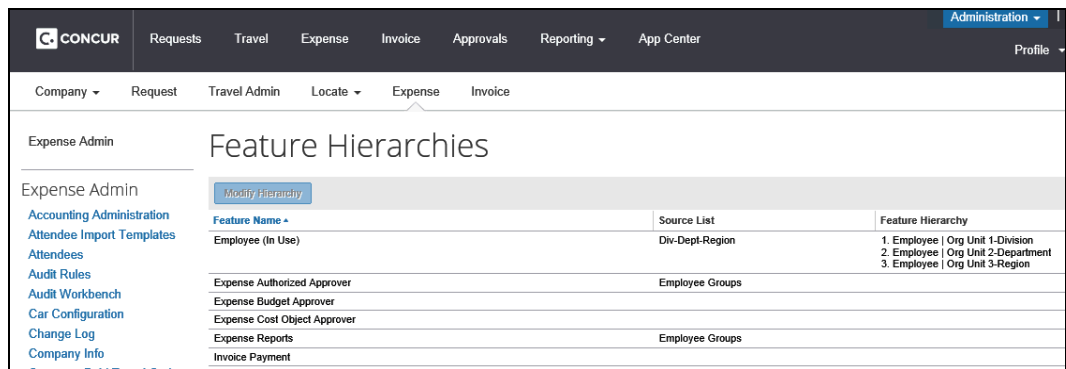 Administration
C. CONCUR Requests Travel Expense Invoice Approvals Reporting App Center
Profile
Company Request Travel Admin Locate Expense Invoice
Expense Admin
Feature Hierarchies
Expense Admin
Modify Hierarchy
Accounting Administration
Attendee Import Templates
Attendees
Audit Rules
Audit Workbench
Car Configuration
Change Log
Company Info
Feature Name Source List Feature Hierarchy
Employee (In Use) Div-Dept-Region 1. Employee | Org Unit 1-Division
2. Employee | Org Unit 2-Department
3. Employee | Org Unit 3-Region
Expense Authorized Approver Employee Groups
Expense Budget Approver
Expense Cost Object Approver
Expense Reports Employee Groups
Invoice Payment